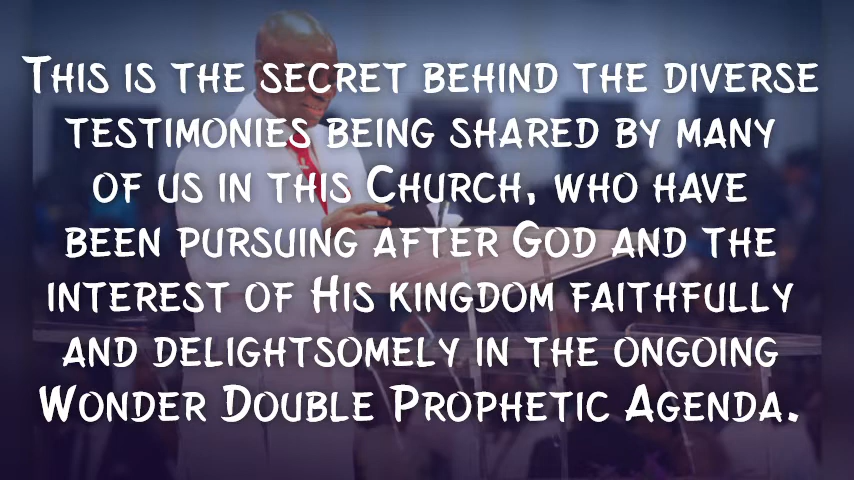 This is the secret behind the diverse
testimonies being shared by many
of us in this Church, who have
been pursuing after God and the
interest of His kingdom faithfully
and delightsomely in the ongoing
Wonder Double Prophetic Agenda.